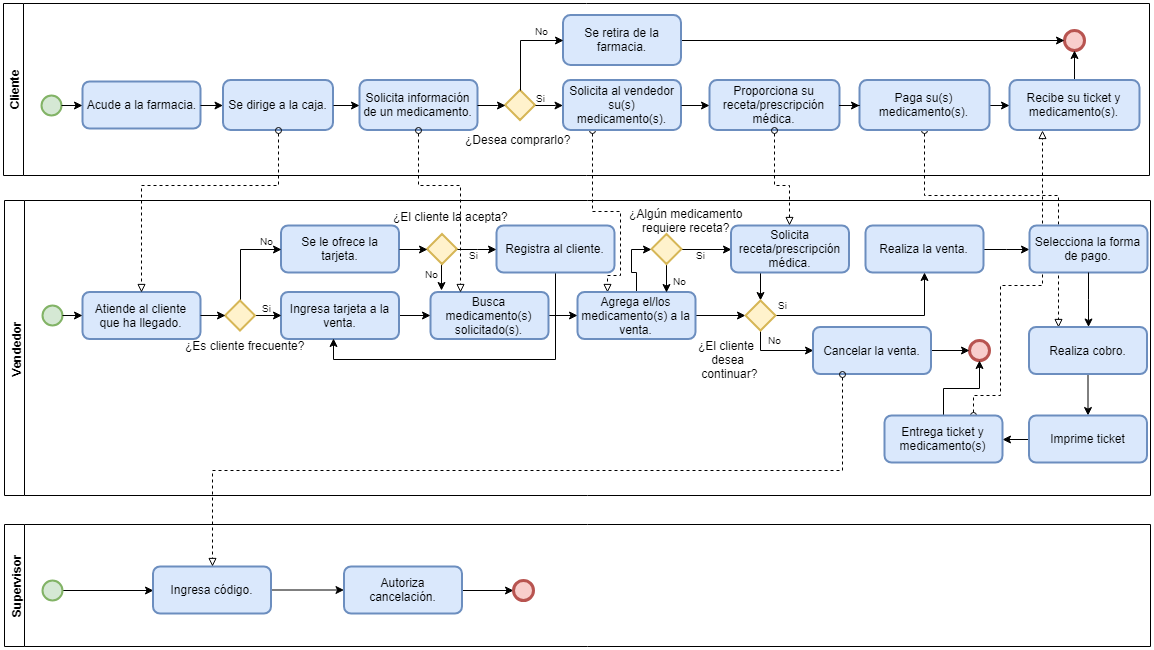 Cliente
No
Se retira de la
farmacia.
Acude a la farmacia.
Se dirige a la caja.
Solicita información
de un medicamento.
Si
¿Desea comprarlo?
Solicita al vendedor
su(s)
medicamento(s).
Proporciona su
receta/prescripción
médica.
Paga su(s)
medicamento(s).
Recibe su ticket y
medicamento(s).
Vendedor
Atiende al cliente
que ha llegado.
¿Es cliente frecuente?
No
Si
Se le ofrece la
tarjeta.
Ingresa tarjeta a la
venta.
¿El cliente la acepta?
Si
No
Registra al cliente.
Busca
medicamento(s)
solicitado(s).
Agrega el/los
medicamento(s) a la
venta.
¿Algún medicamento
requiere receta?
Si
No
Solicita
receta/prescripción
médica.
Si
No
¿El cliente
desea
continuar?
Realiza la venta.
Cancelar la venta.
Selecciona la forma
de pago.
Realiza cobro.
Imprime ticket
Entrega ticket y
medicamento(s)
Supervisor
Ingresa código.
Autoriza
cancelación.